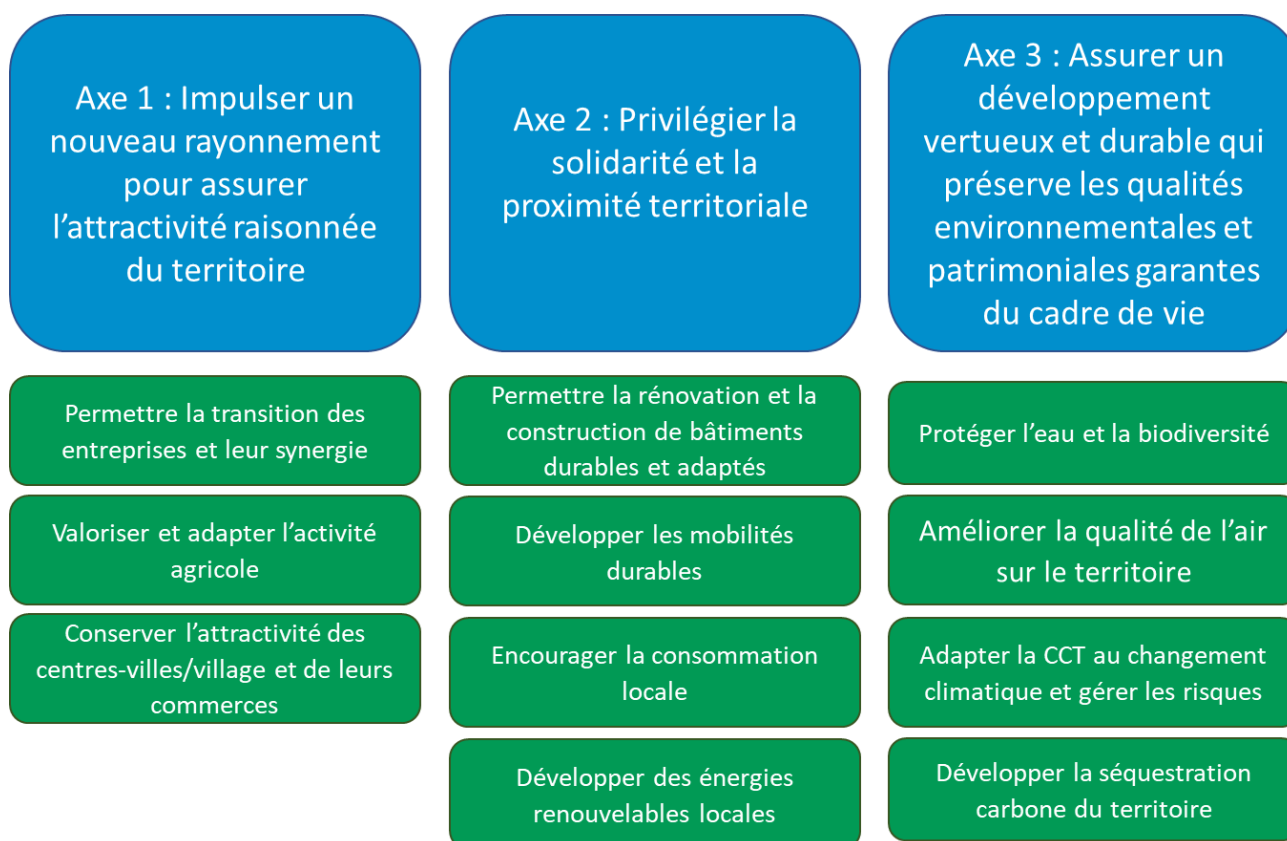 Axe 1 : Impulser un
nouveau rayonnement
pour assurer
l’attractivité raisonnée
du territoire
Permettre la transition des
entreprises et leur synergie
Valoriser et adapter l’activité
agricole
Conserver l’attractivité des
centres-villes/village et de leurs
commerces
Axe 2 : Privilégier la
solidarité et la
proximité territoriale
Permettre la rénovation et la
construction de bâtiments
durables et adaptés
Développer les mobilités
durables
Encourager la consommation
locale
Développer des énergies
renouvelables locales
Axe 3 : Assurer un
développement
vertueux et durable qui
préserve les qualités
environnementales et
patrimoniales garantes
du cadre de vie
Protéger l’eau et la biodiversité
Améliorer la qualité de l’air
sur le territoire
Adapter la CCT au changement
climatique et gérer les risques
Développer la séquestration
carbone du territoire